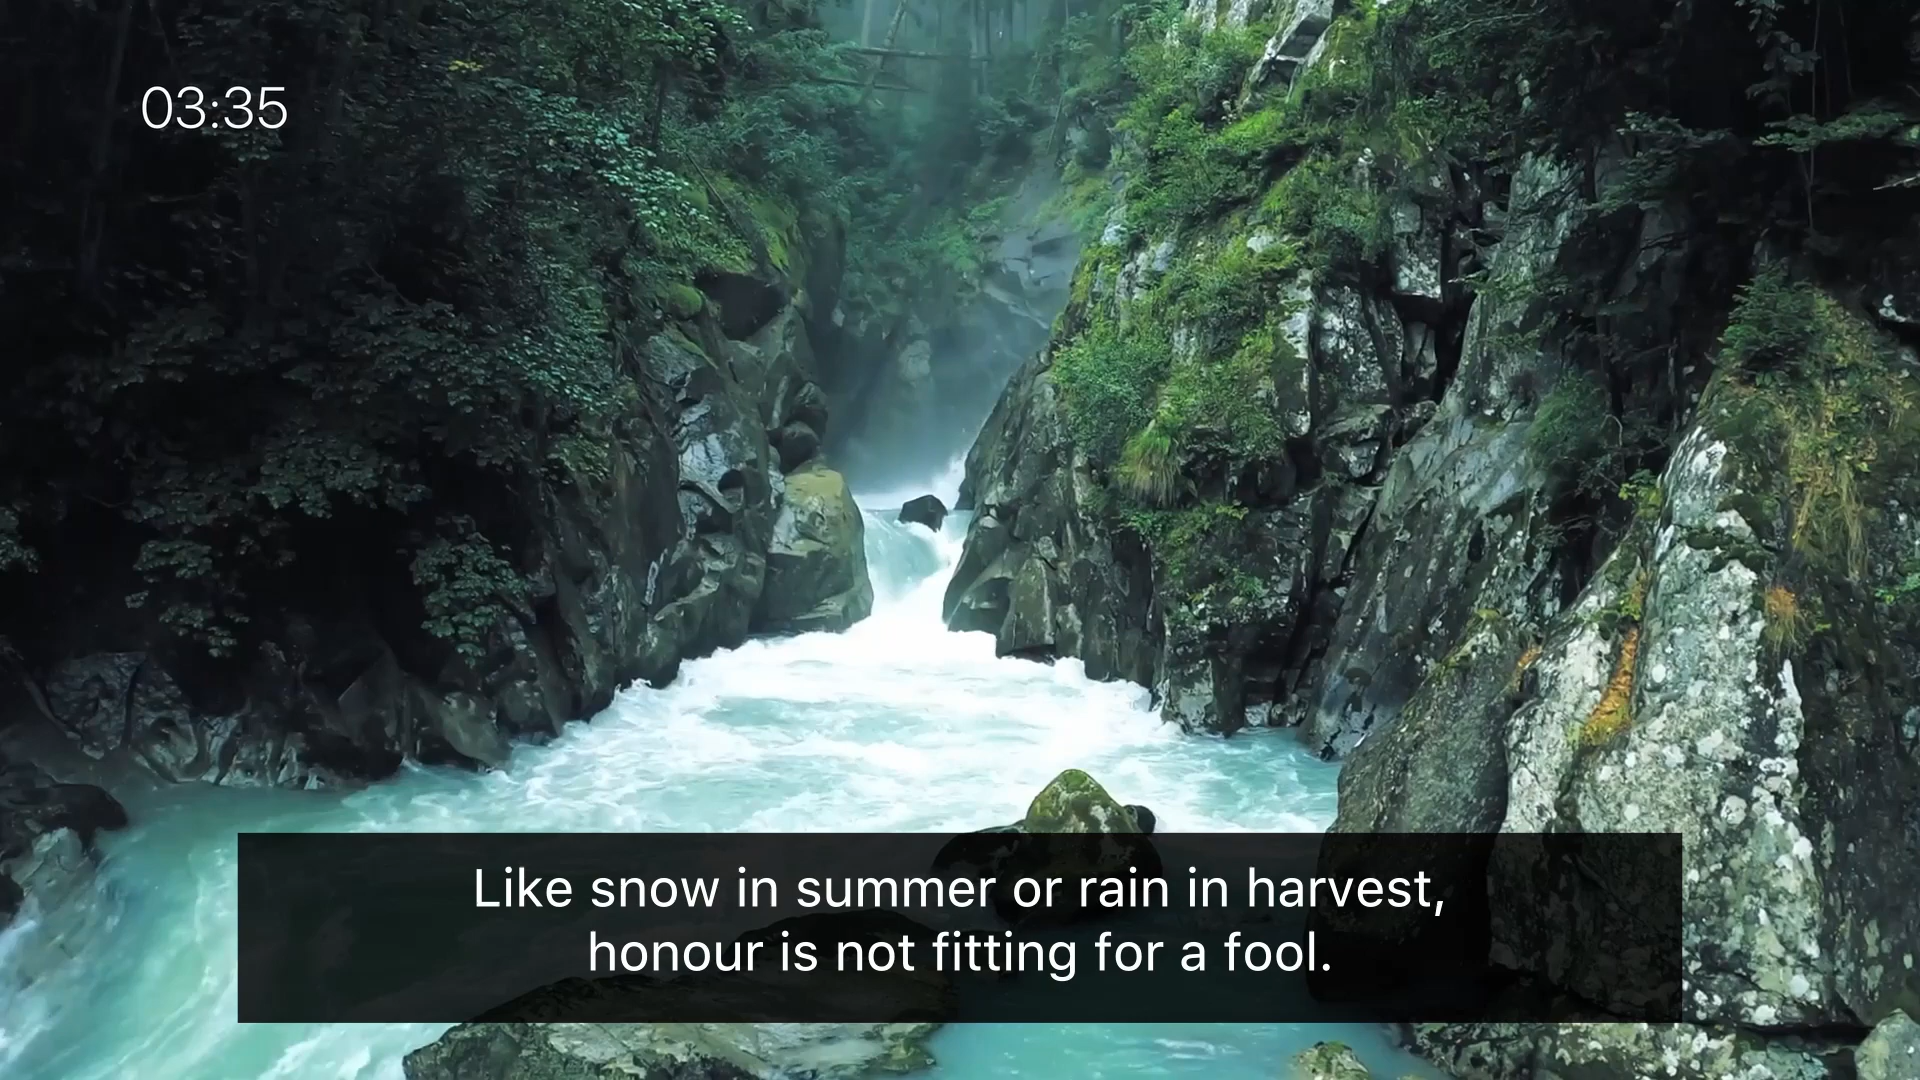 03:35
Like snow in summer or rain in harvest,
honour is not fitting for a fool.